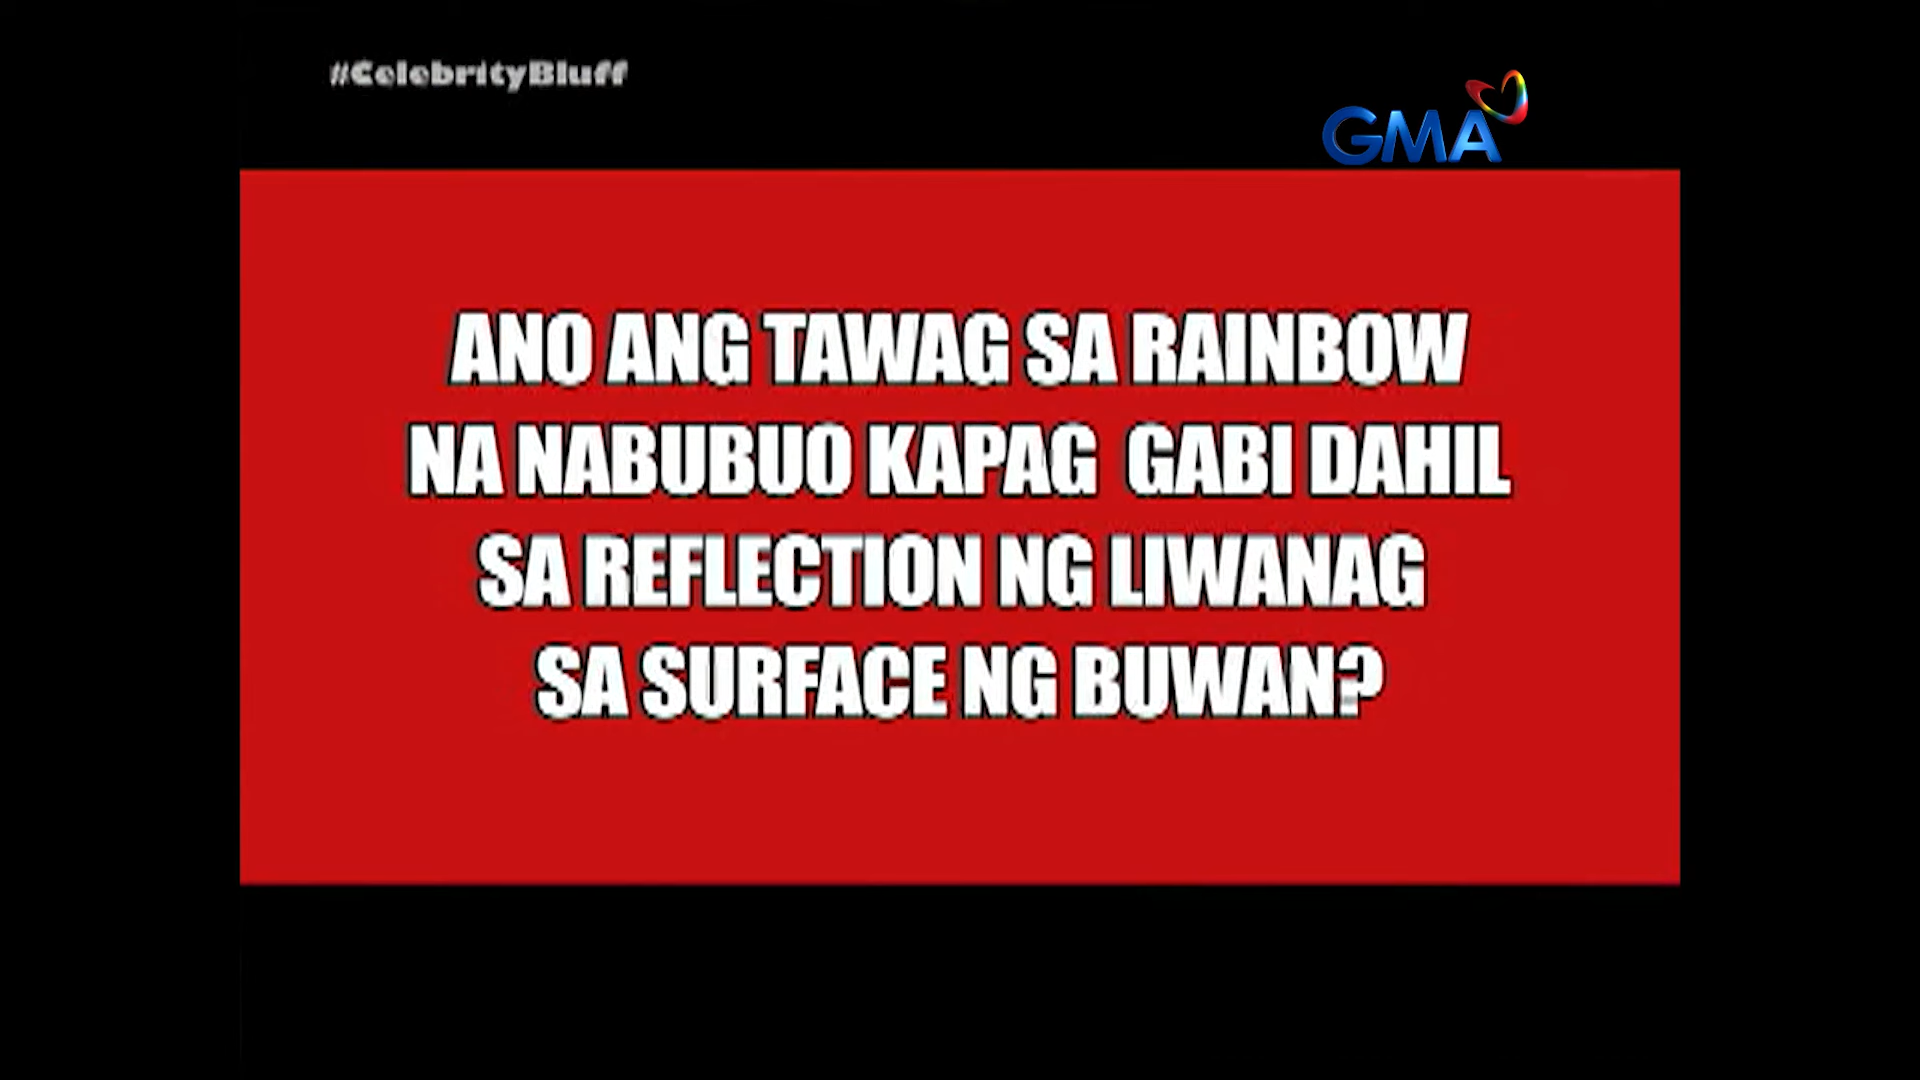 #CelebrityBluff
GMA
ANO ANG TAWAG SA RAINBOW
NA NABUBUO KAPAG GABI DAHIL
SA REFLECTION NG LIWANAG
SA SURFACE NG BUWAN?